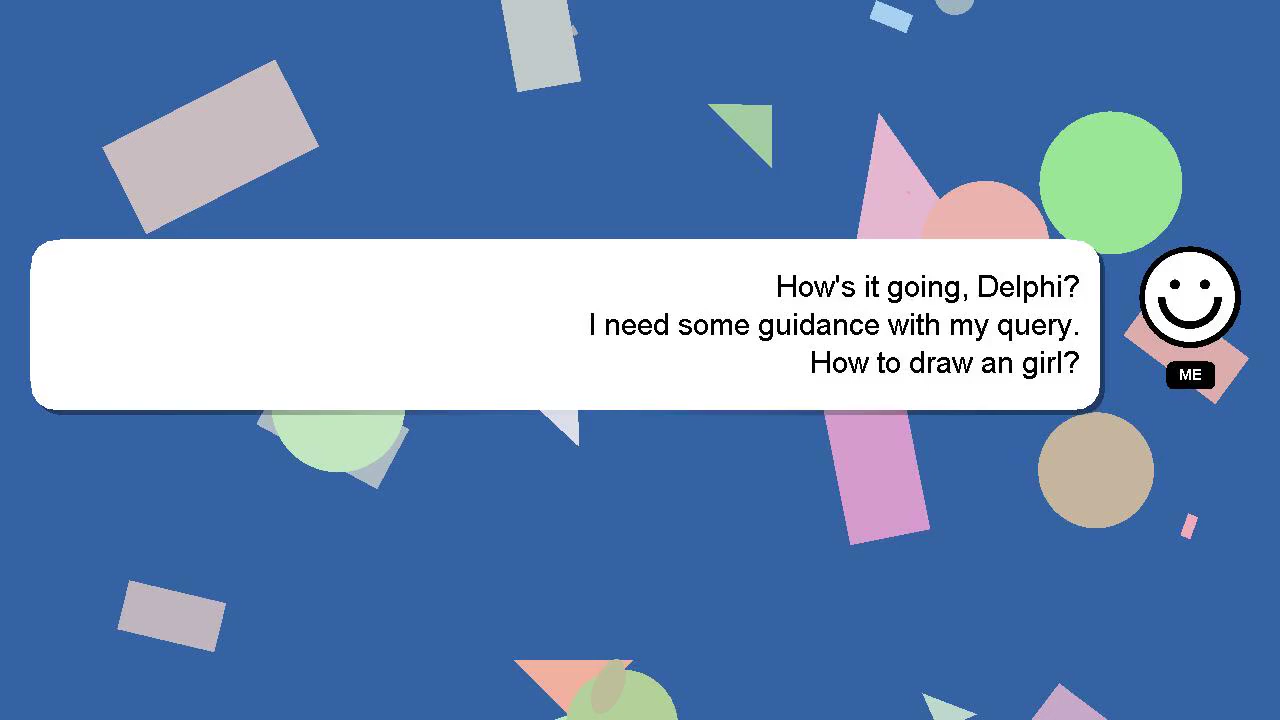 How's it going, Delphi?
I need some guidance with my query.
How to draw an girl?
ME